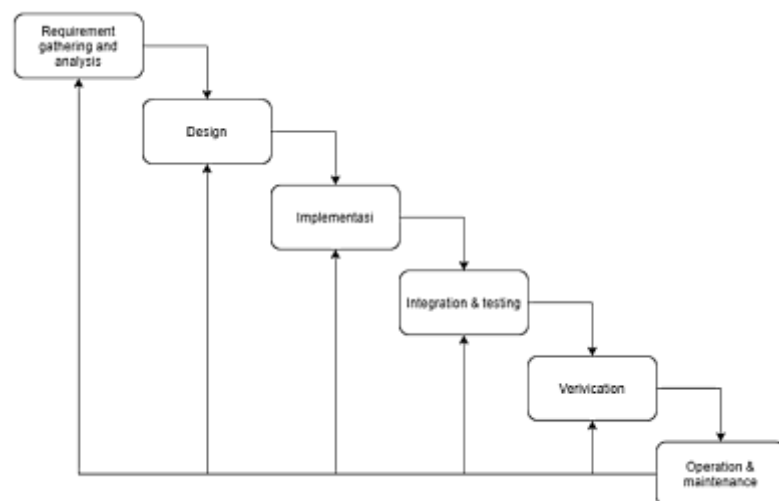 Requirement
gathering and
analysis
Design
Implementasi
Integration & testing
Verivication
Operation &
maintenance